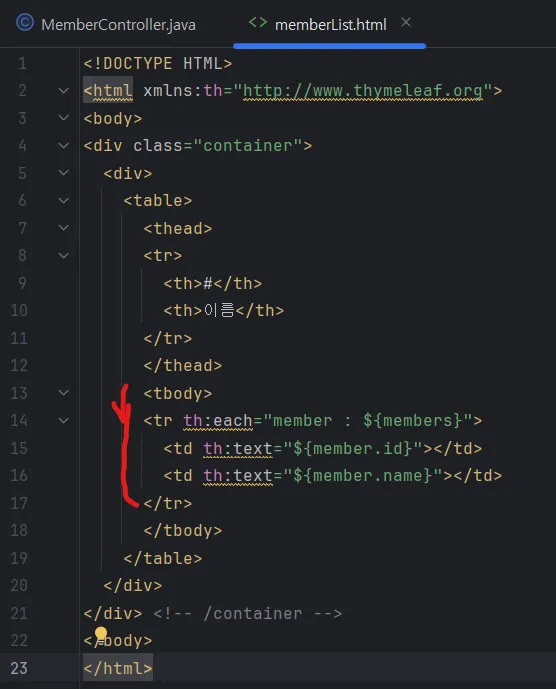 MemberController.java memberList.html
1 <!DOCTYPE HTML>
2 <html xmlns:th="http://www.thymeleaf.org">
3 <body>
4 <div class="container">
5 <div>
6 <table>
7 <thead>
8 <tr>
9 <th>#</th>
10 <th>이름</th>
11 </tr>
12 </thead>
13 <tbody>
14 <tr th:each="member : ${members}">
15 <td th:text="${member.id}"></td>
16 <td th:text="${member.name}"></td>
17 </tr>
18 </tbody>
19 </table>
20 </div>
21 </div> <!-- /container -->
22 </body>
23 </html>